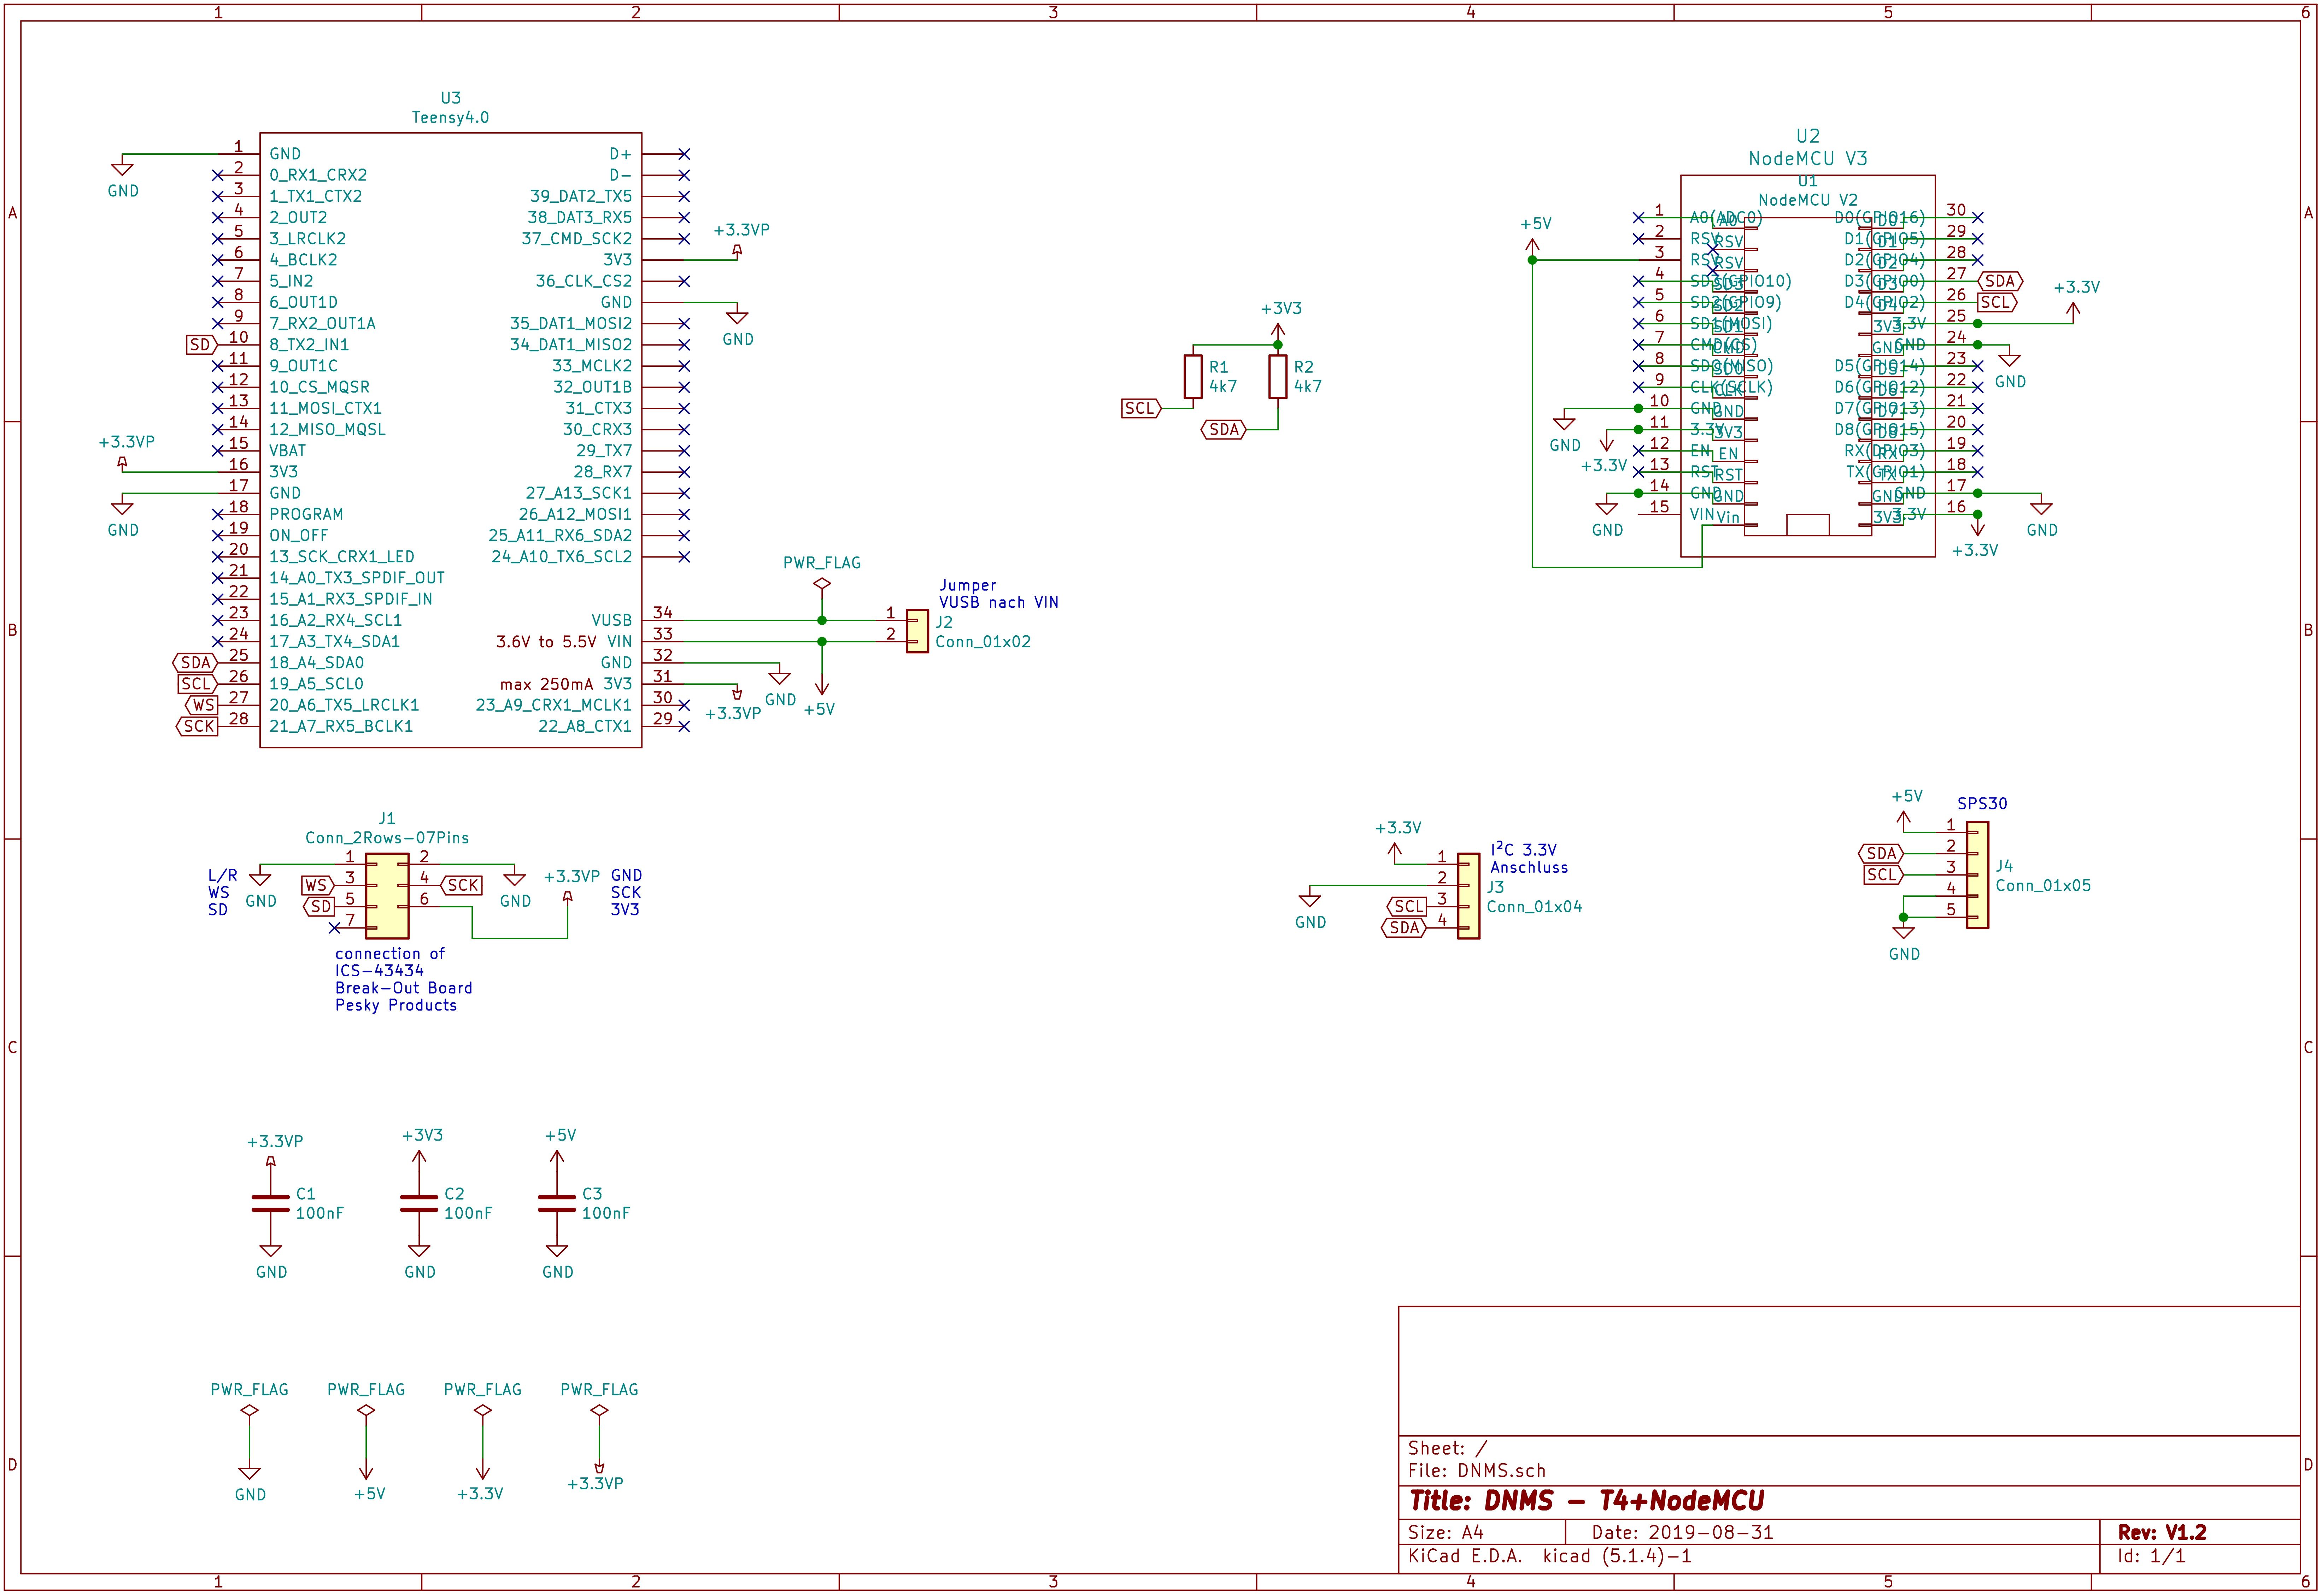 1 2 3 4 5 6
A
B
C
D
U3
Teensy4.0
1 GND
2 0_RX1_CRX2
3 1_TX1_CTX2
4 2_OUT2
5 3_LRCLK2
6 4_BCLK2
7 5_IN2
8 6_OUT1D
9 7_RX2_OUT1A
SD 10 8_TX2_IN1
11 9_OUT1C
12 10_CS_MQSR
13 11_MOSI_CTX1
14 12_MISO_MQSL
15 VBAT
16 3V3
17 GND
18 PROGRAM
19 ON_OFF
20 13_SCK_CRX1_LED
21 14_A0_TX3_SPDIF_OUT
22 15_A1_RX3_SPDIF_IN
23 16_A2_RX4_SCL1
24 17_A3_TX4_SDA1
SDA 25 18_A4_SDA0
SCL 26 19_A5_SCL0
WS 27 20_A6_TX5_LRCLK1
SCK 28 21_A7_RX5_BCLK1
GND
+3.3VP
GND
D+
D-
39_DAT2_TX5
38_DAT3_RX5
37_CMD_SCK2
3V3
36_CLK_CS2
GND
35_DAT1_MOSI2
34_DAT1_MISO2
33_MCLK2
32_OUT1B
31_CTX3
30_CRX3
29_TX7
28_RX7
27_A13_SCK1
26_A12_MOSI1
25_A11_RX6_SDA2
24_A10_TX6_SCL2
VUSB 34
3.6V to 5.5V VIN 33
GND 32
max 250mA 3V3 31
23_A9_CRX1_MCLK1 30
22_A8_CTX1 29
+3.3VP
GND
PWR_FLAG
GND
+3.3VP
+5V
Jumper
VUSB nach VIN
1
2
J2
Conn_01x02
+3V3
R1
4k7
R2
4k7
SCL
SDA
U2
NodeMCU V3
U1
NodeMCU V2
+5V
1 A0(ADC0)
2 RSV
3 RSV
4 SD3(GPIO10)
5 SD2(GPIO9)
6 SD1(MOSI)
7 CMD(CS)
8 SD0(MISO)
9 CLK(SCLK)
10 GND
11 3.3V
12 EN
13 RST
14 GND
15 VIN
A0
RSV
RSV
SD3
SD2
SD1
CMD
SD0
CLK
GND
3V3
EN
RST
GND
Vin
D0(GPIO16) 30
D1(GPIO5) 29
D2(GPIO4) 28
D3(GPIO0) 27 SDA
D4(GPIO2) 26 SCL
3.3V 25
GND 24
D5(GPIO14) 23
D6(GPIO12) 22
D7(GPIO13) 21
D8(GPIO15) 20
RX(DPIO3) 19
TX(GPIO1) 18
GND 17
3.3V 16
D0
D1
D2
D3
D4
3V3
GND
D5
D6
D7
D8
RX
TX
GND
3V3
+3.3V
GND
GND
+3.3V
GND
GND
+3.3V
J1
Conn_2Rows-07Pins
L/R
WS
SD
GND
1 2
WS 3 4 SCK
SD 5 6
7
GND
+3.3VP
GND
SCK
3V3
connection of
ICS-43434
Break-Out Board
Pesky Products
+3.3V
I²C 3.3V
Anschluss
J3
Conn_01x04
1
2
SCL 3
SDA 4
GND
+5V
SPS30
1
SDA 2
SCL 3
4
5
J4
Conn_01x05
GND
+3.3VP
C1
100nF
GND
+3V3
C2
100nF
GND
+5V
C3
100nF
GND
PWR_FLAG PWR_FLAG PWR_FLAG PWR_FLAG
GND +5V +3.3V +3.3VP
Sheet: /
File: DNMS.sch
Title: DNMS - T4+NodeMCU
Size: A4 Date: 2019-08-31 Rev: V1.2
KiCad E.D.A. kicad (5.1.4)-1 Id: 1/1
A
B
C
D
1 2 3 4 5 6